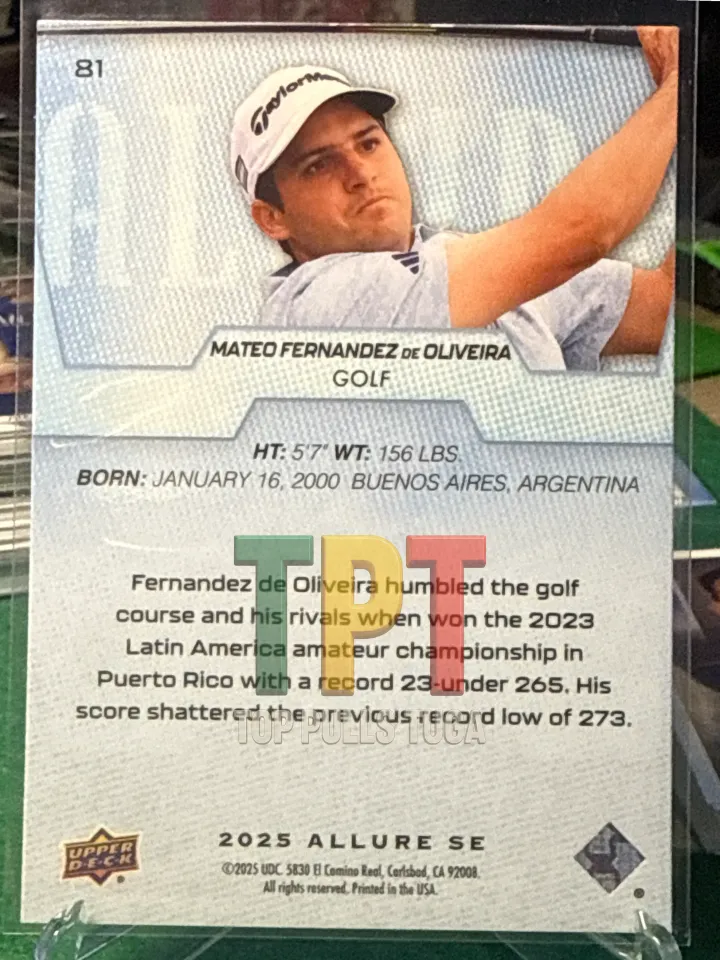 81
TaylorMade
MATEO FERNANDEZ DE OLIVEIRA
GOLF
HT: 5'7" WT: 156 LBS.
BORN: JANUARY 16, 2000 BUENOS AIRES, ARGENTINA
Fernandez de Oliveira humbled the golf
course and his rivals when won the 2023
Latin America amateur championship in
Puerto Rico with a record 23-under 265. His
score shattered the previous record low of 273.
TPT
TOP PULLS TUGA
2025 ALLURE SE
UPPER
D·E·C·K
©2025 UDC. 5830 El Camino Real, Carlsbad, CA 92008.
All rights reserved. Printed in the USA.